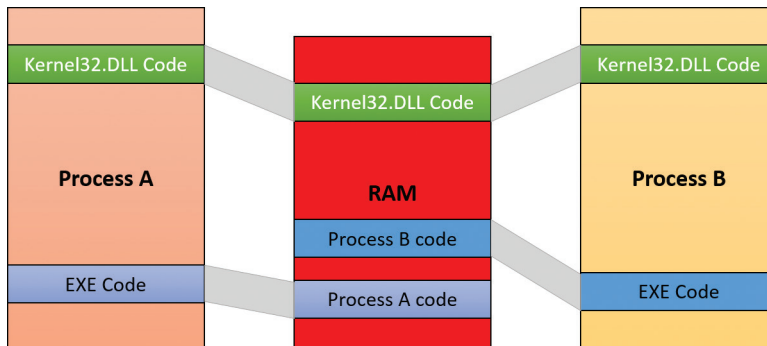 Kernel32.DLL Code
Process A
EXE Code
Kernel32.DLL Code
RAM
Process B code
Process A code
Kernel32.DLL Code
Process B
EXE Code